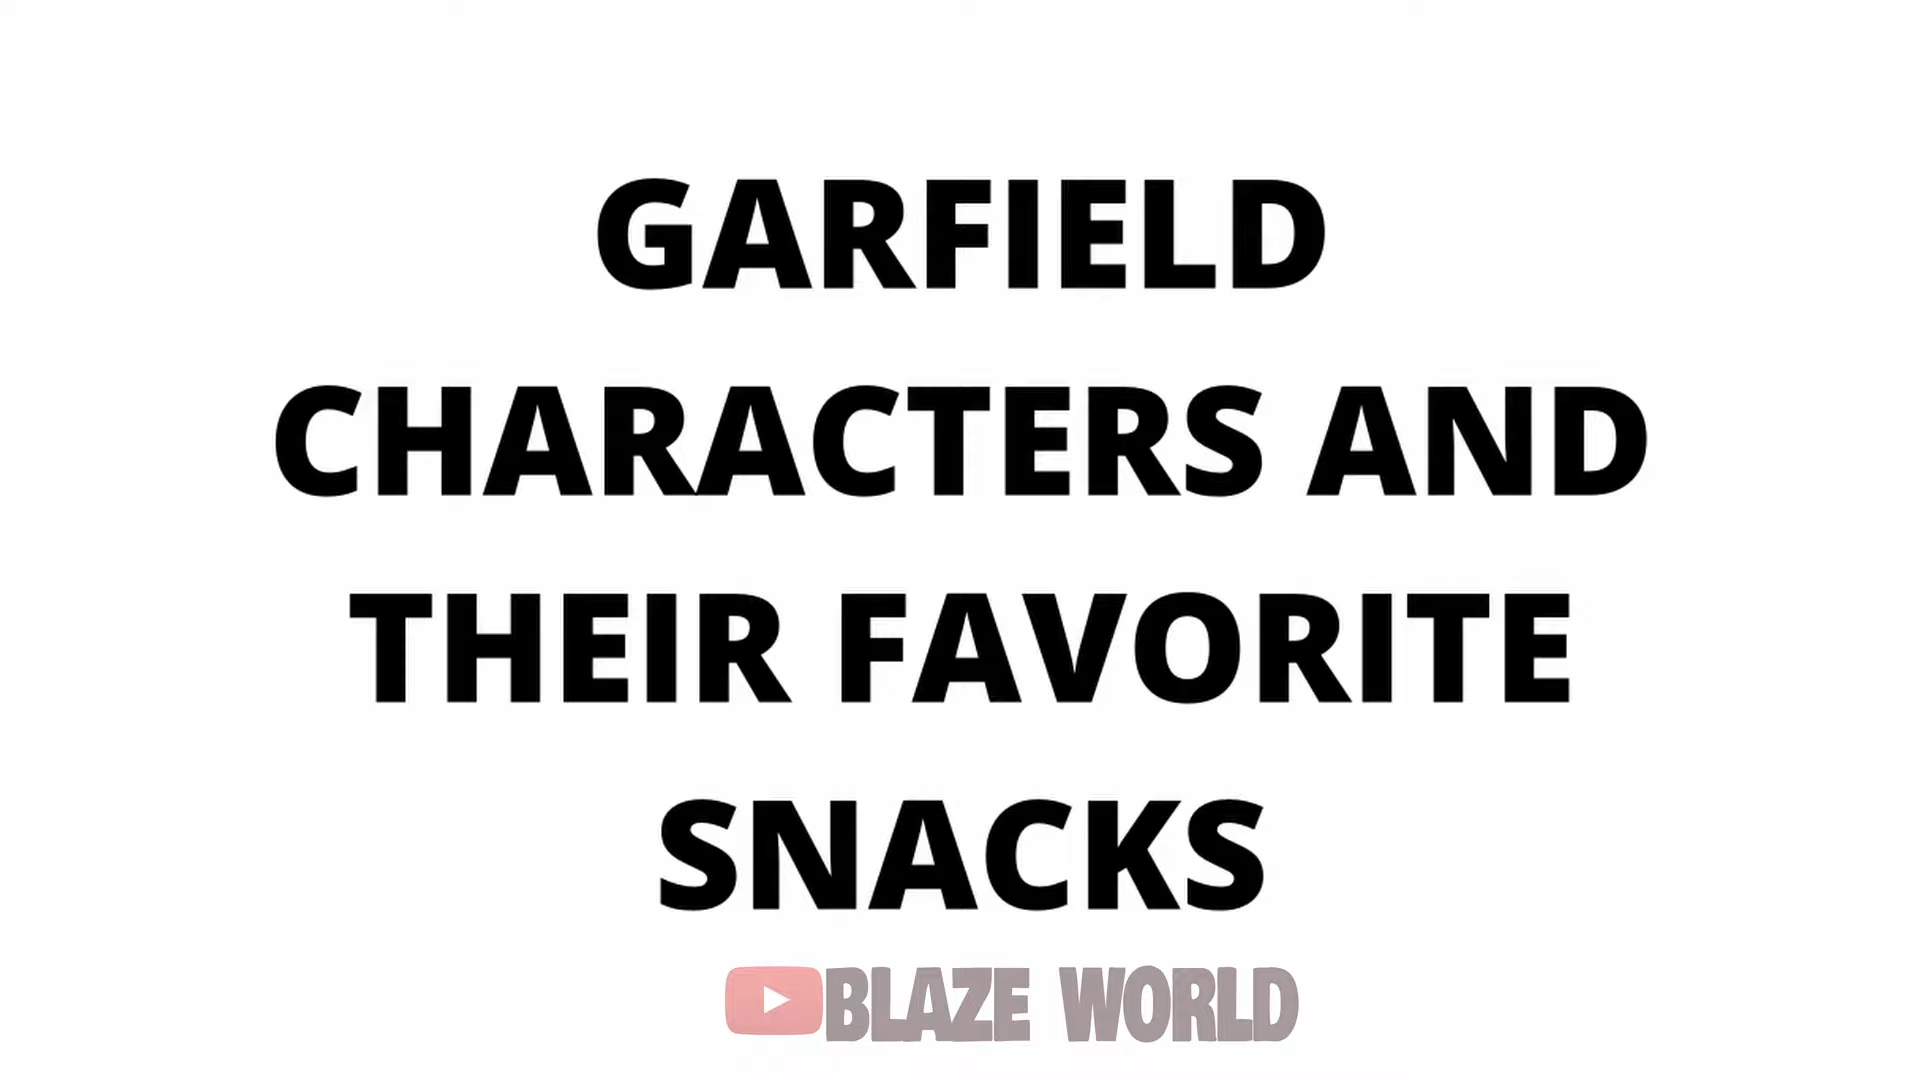 GARFIELD
CHARACTERS AND
THEIR FAVORITE
SNACKS
BLAZE WORLD